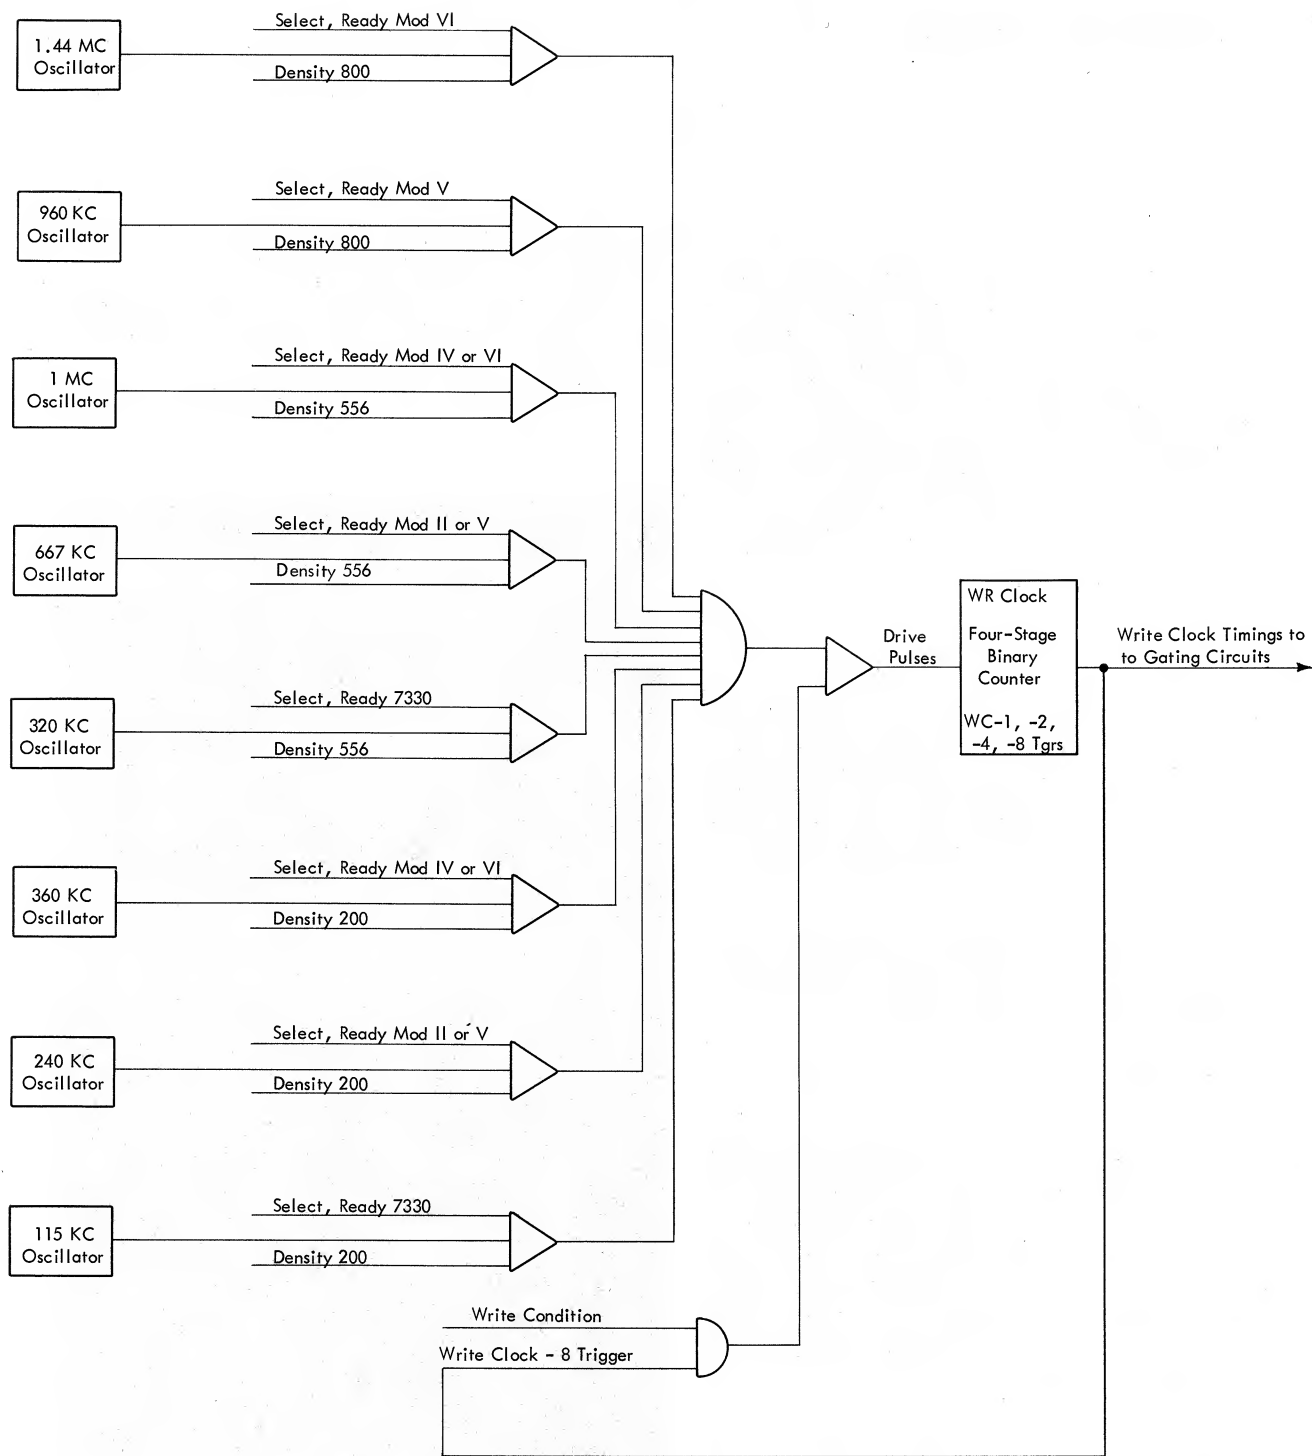 Select, Ready Mod VI
1.44 MC
Oscillator
Density 800
Select, Ready Mod V
960 KC
Oscillator
Density 800
Select, Ready Mod IV or VI
1 MC
Oscillator
Density 556
Select, Ready Mod II or V
667 KC
Oscillator
Density 556
WR Clock
Four-Stage
Binary
Counter
WC-1, -2,
-4, -8 Tgrs
Drive
Pulses
Write Clock Timings to
to Gating Circuits
Select, Ready 7330
320 KC
Oscillator
Density 556
Select, Ready Mod IV or VI
360 KC
Oscillator
Density 200
Select, Ready Mod II or V
240 KC
Oscillator
Density 200
Select, Ready 7330
115 KC
Oscillator
Density 200
Write Condition
Write Clock - 8 Trigger